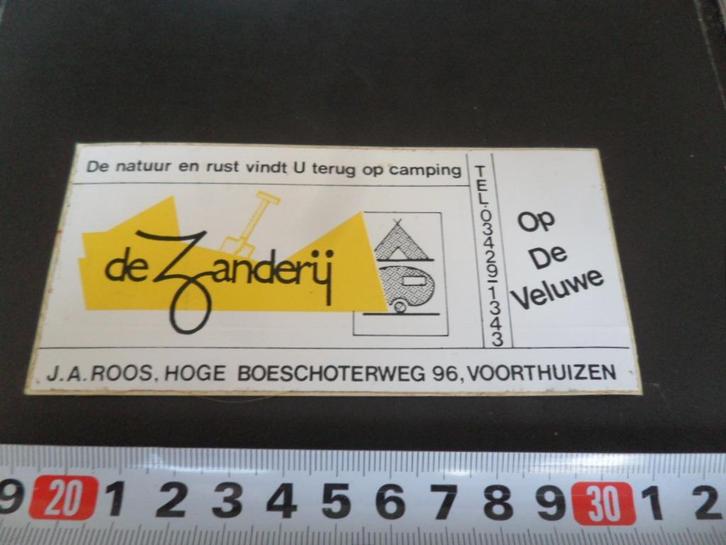 De natuur en rust vindt U terug op camping
de Zanderij
TEL.03429-1343
Op
De
Veluwe
J.A. ROOS, HOGE BOESCHOTERWEG 96, VOORTHUIZEN
9 20 1 2 3 4 5 6 7 8 9 30 1 2